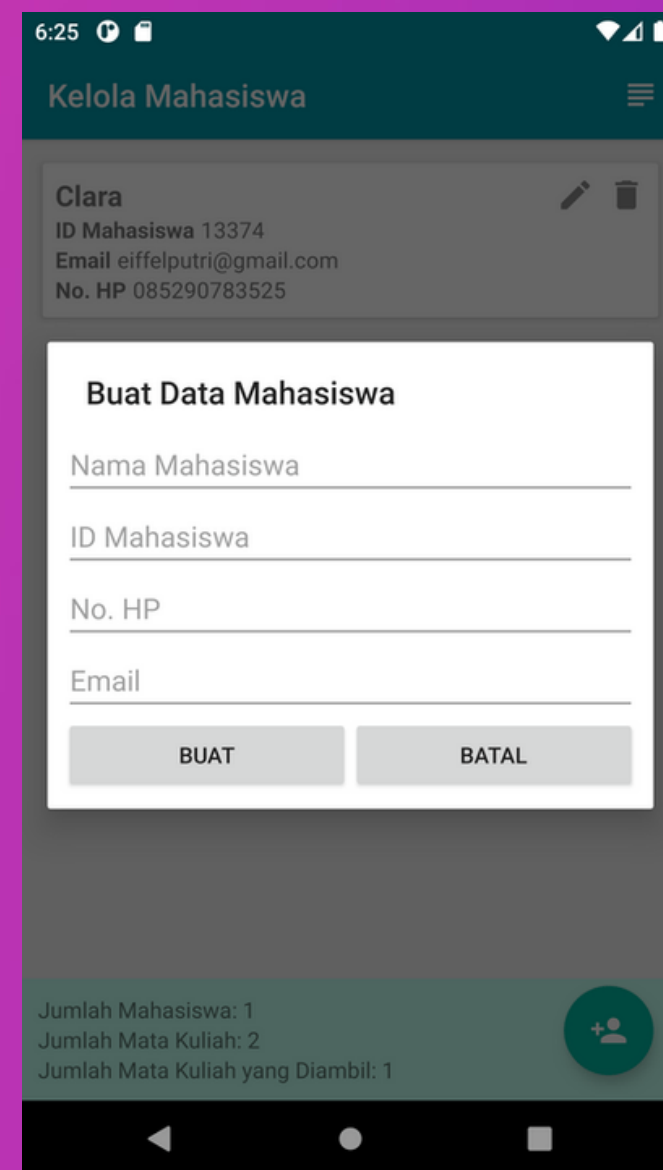 6:25
Kelola Mahasiswa
Clara
ID Mahasiswa 13374
Email eiffelputri@gmail.com
No. HP 085290783525
Buat Data Mahasiswa
Nama Mahasiswa
ID Mahasiswa
No. HP
Email
BUAT BATAL
Jumlah Mahasiswa: 1
Jumlah Mata Kuliah: 2
Jumlah Mata Kuliah yang Diambil: 1